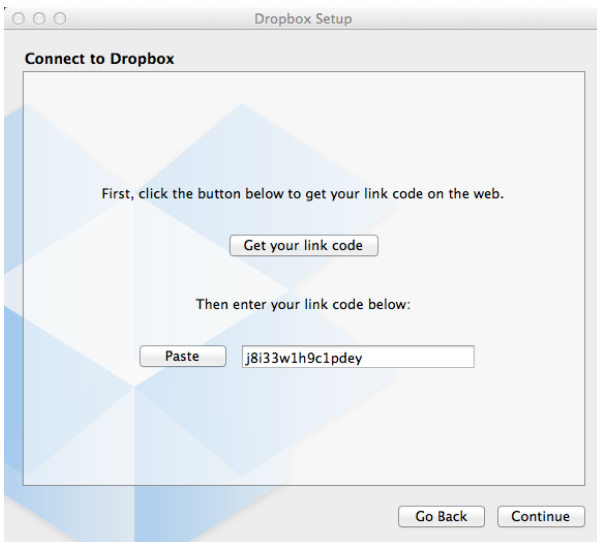 Dropbox Setup
Connect to Dropbox
First, click the button below to get your link code on the web.
Get your link code
Then enter your link code below:
Paste j8i33w1h9c1pdey
Go Back Continue